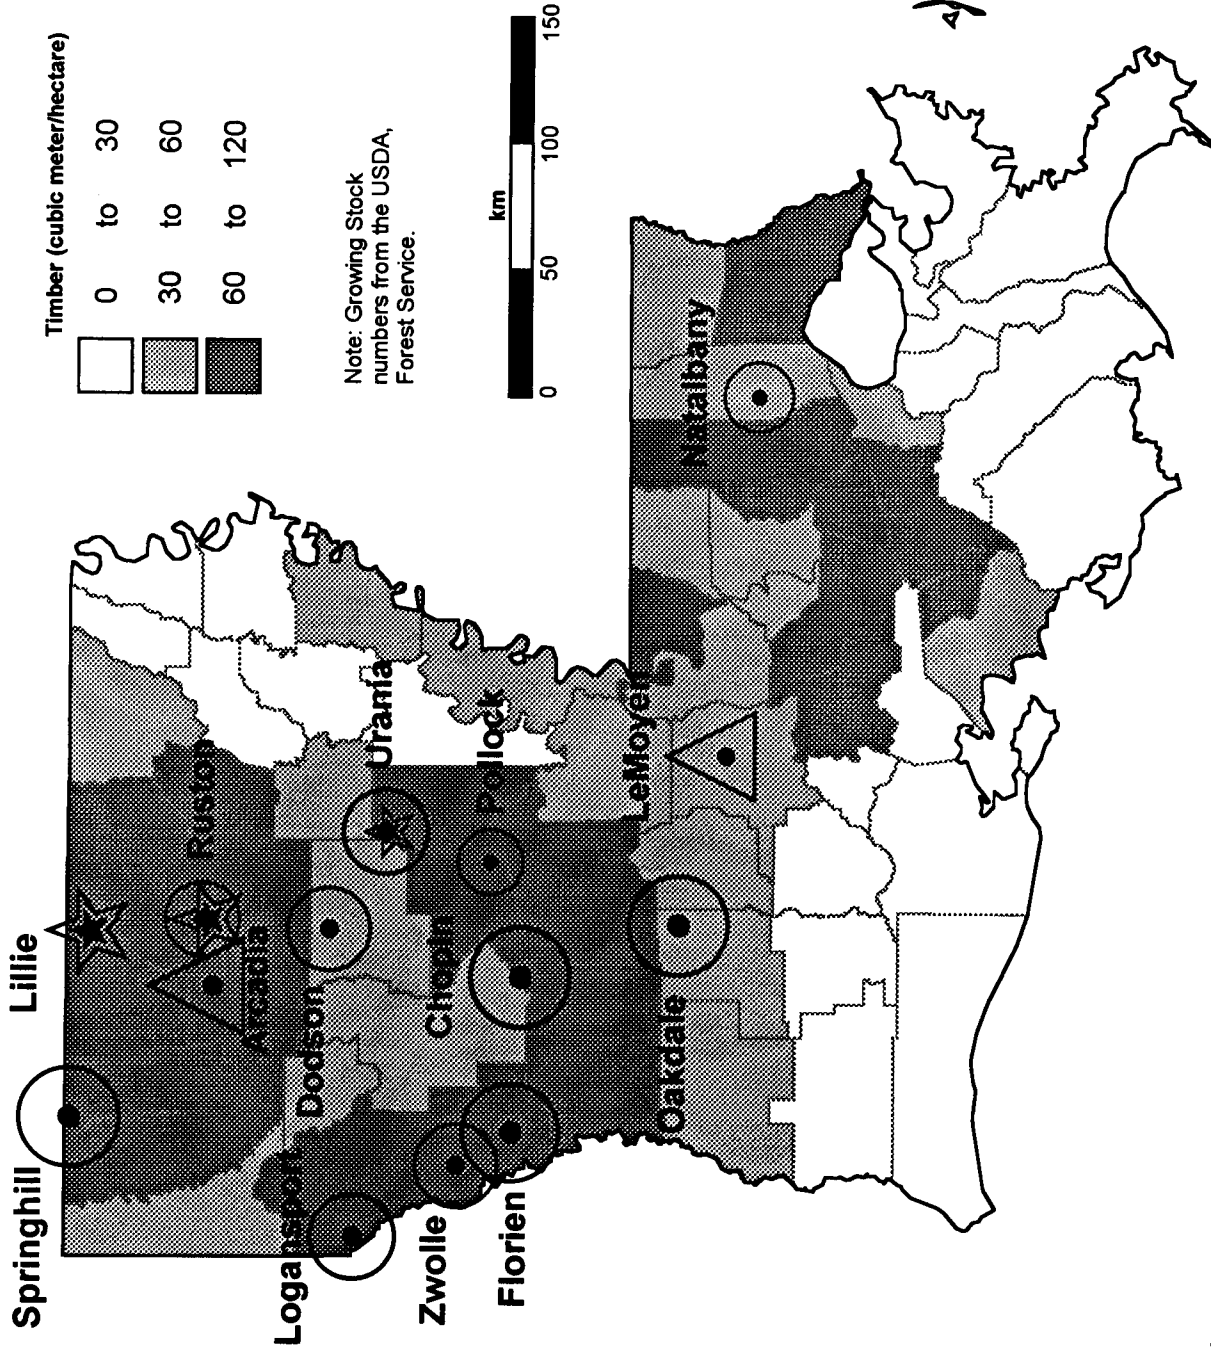 Timber (cubic meter/hectare)
0 to 30
30 to 60
60 to 120
Note: Growing Stock
numbers from the USDA,
Forest Service.
km
0 50 100 150
Springhill
Lillie
Ruston
Arcadia
Dodson
Logansport
Urania
Chopin
Pollock
Zwolle
Florien
LeMoyen
Oakdale
Natalbany